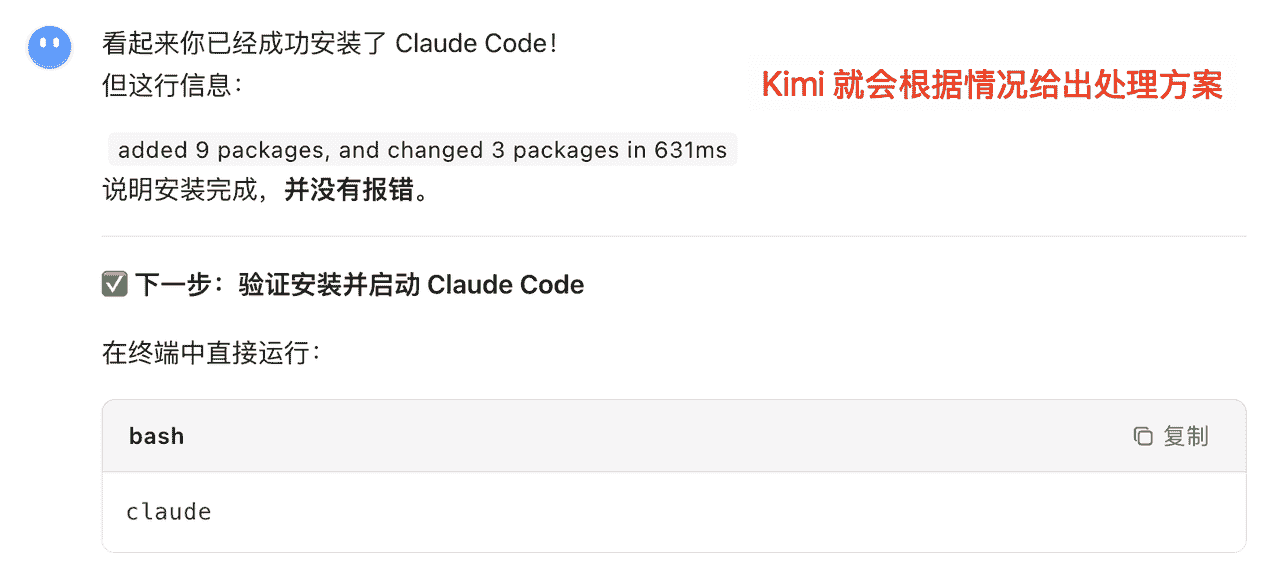 看起来你已经成功安装了 Claude Code！
但这行信息：
Kimi 就会根据情况给出处理方案
added 9 packages, and changed 3 packages in 631ms
说明安装完成，并没有报错。
✅ 下一步：验证安装并启动 Claude Code
在终端中直接运行：
bash
复制
claude